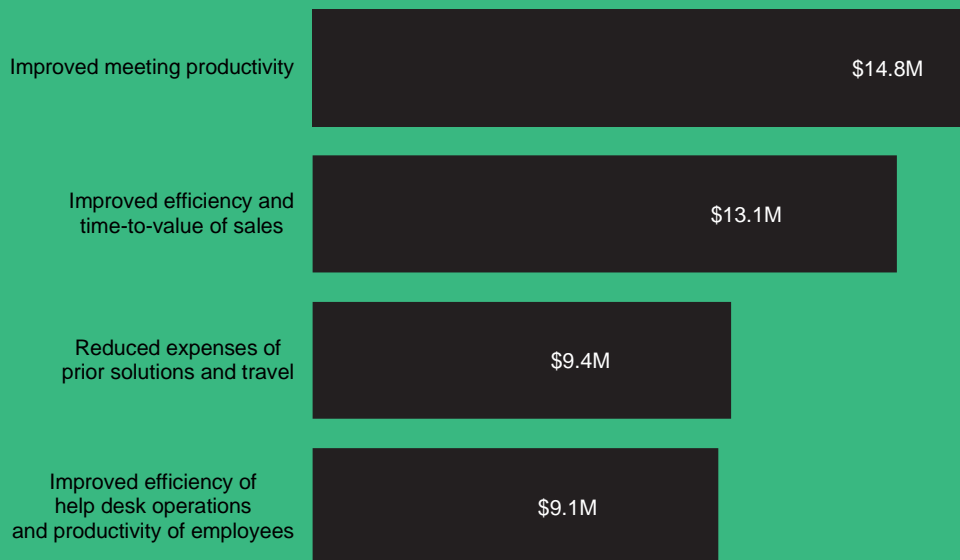 Improved meeting productivity
$14.8M
Improved efficiency and
time-to-value of sales
$13.1M
Reduced expenses of
prior solutions and travel
$9.4M
Improved efficiency of
help desk operations
and productivity of employees
$9.1M